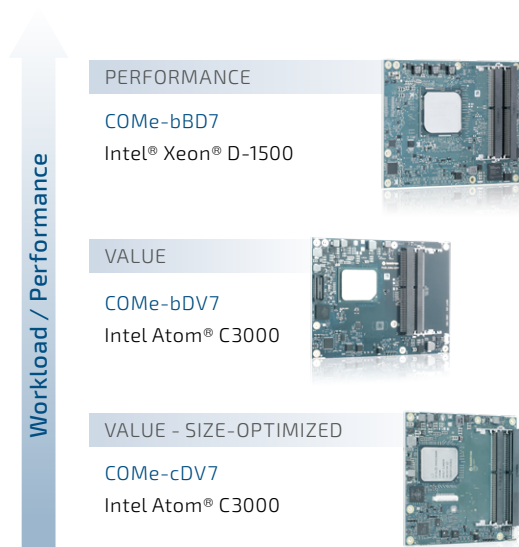 Workload / Performance
PERFORMANCE
COMe-bBD7
Intel® Xeon® D-1500
VALUE
COMe-bDV7
Intel Atom® C3000
VALUE - SIZE-OPTIMIZED
COMe-cDV7
Intel Atom® C3000